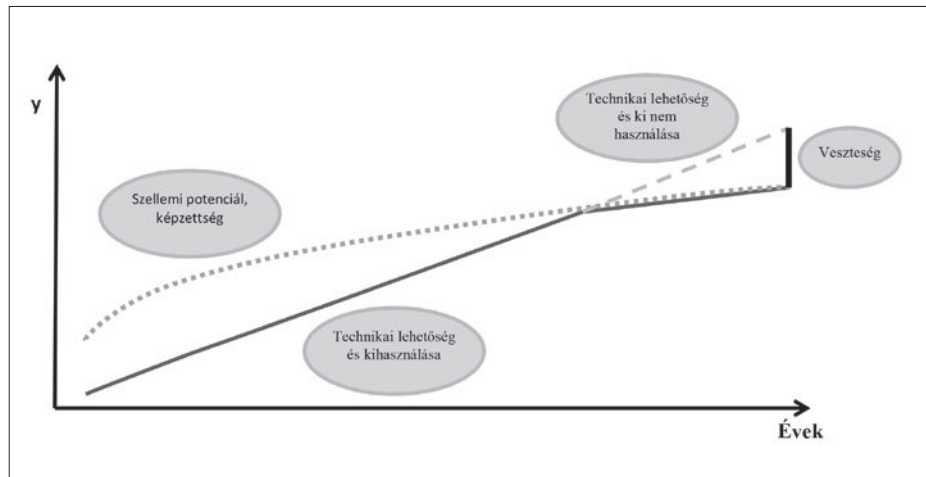 y
Technikai lehetőség
és ki nem
használása
Veszteség
Szellemi potenciál,
képzettség
Technikai lehetőség
és kihasználása
Évek